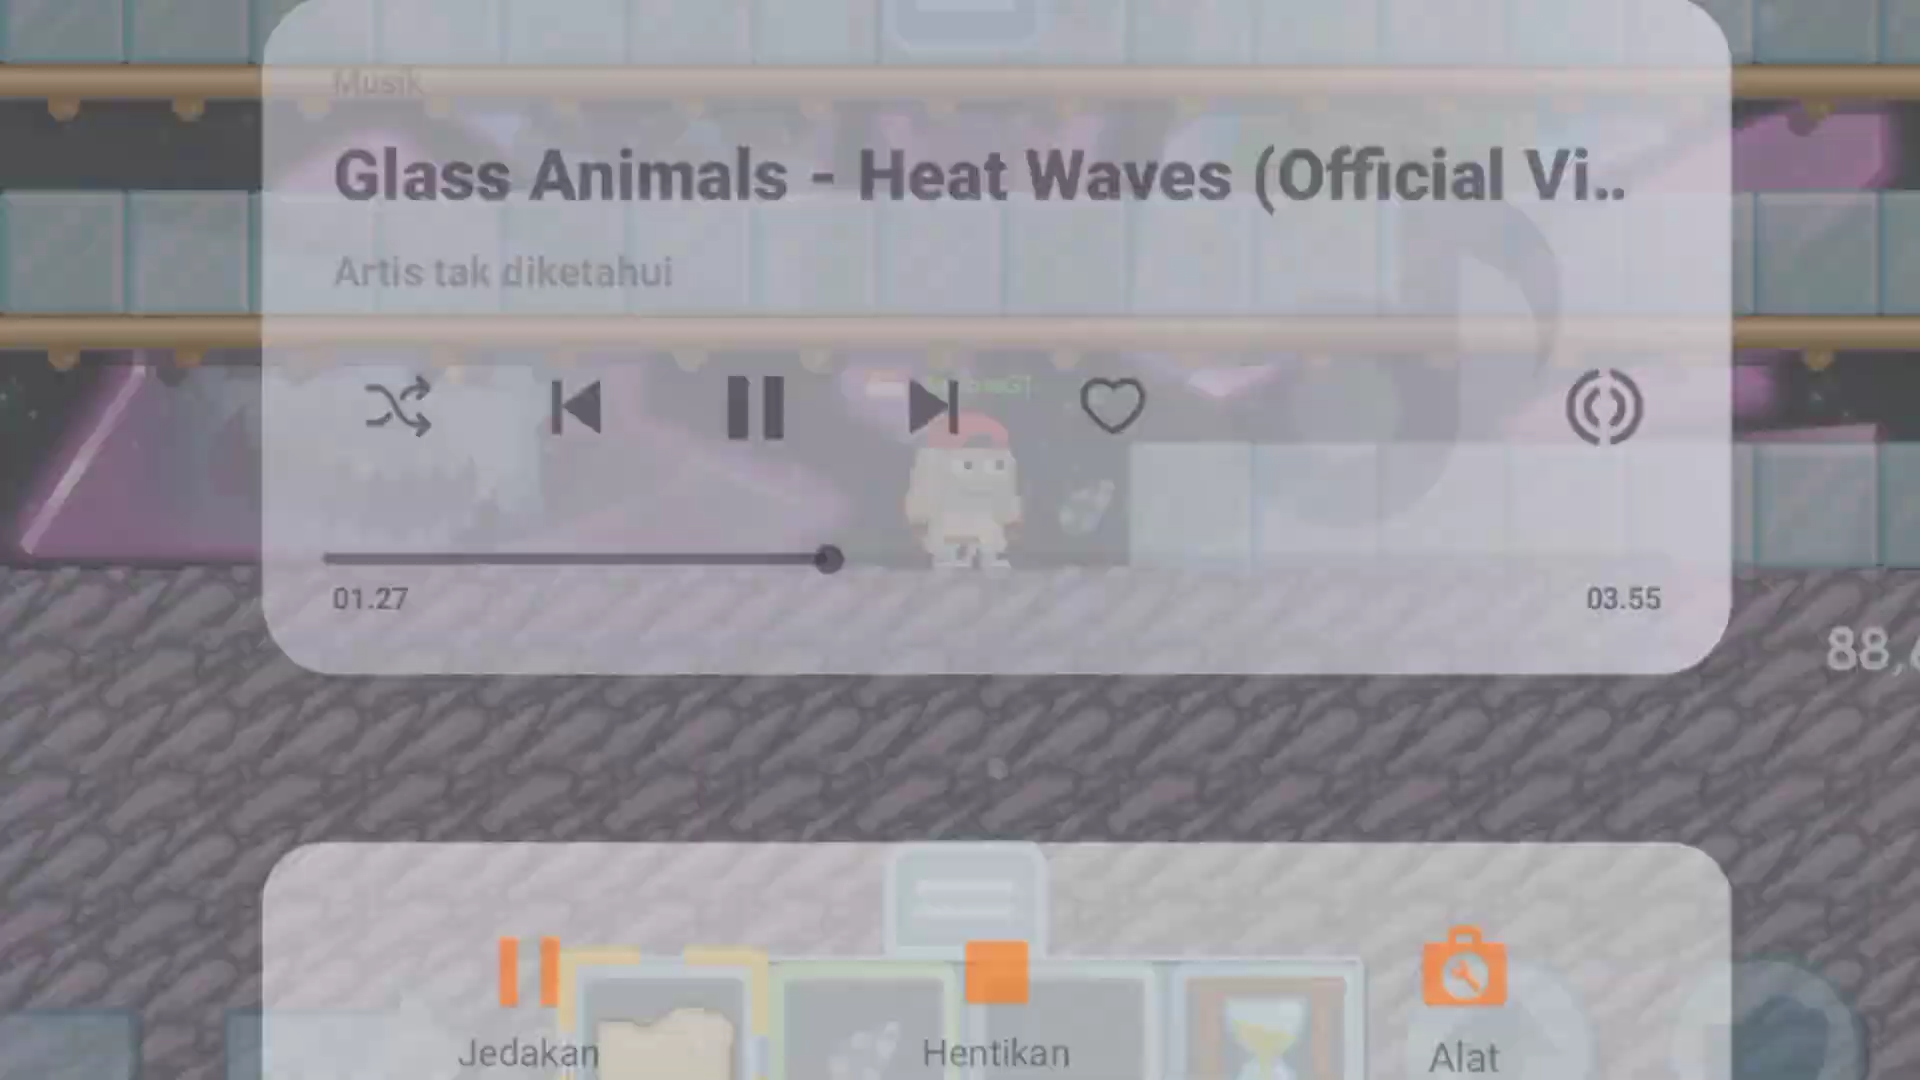 Musik
Glass Animals - Heat Waves (Official Vi..
Artis tak diketahui
01.27
03.55
88,
Jedakan
Hentikan
Alat